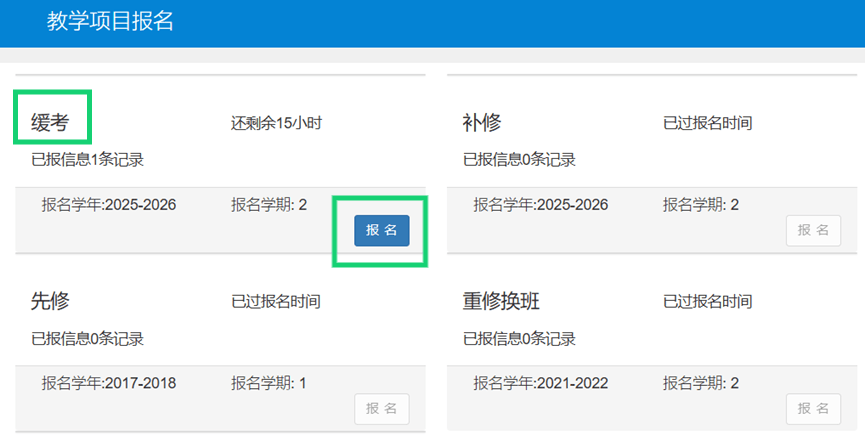 教学项目报名
缓考 还剩余15小时
已报信息1条记录
报名学年:2025-2026 报名学期: 2
报 名
补修 已过报名时间
已报信息0条记录
报名学年:2025-2026 报名学期: 2
报 名
先修 已过报名时间
已报信息0条记录
报名学年:2017-2018 报名学期: 1
报 名
重修换班 已过报名时间
已报信息0条记录
报名学年:2021-2022 报名学期: 2
报 名